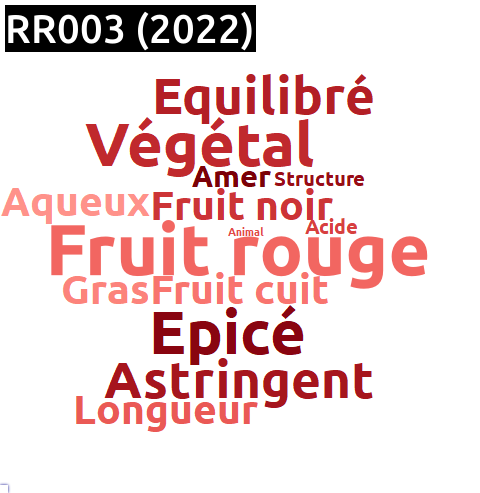 RR003 (2022)
Equilibré
Végétal
Amer Structure
Aqueux Fruit noir
Acide
Animal
Fruit rouge
Gras Fruit cuit
Epicé
Astringent
Longueur